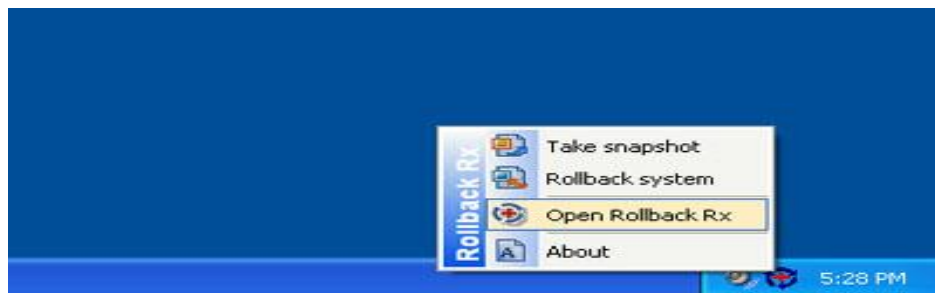 Rollback Rx
Take snapshot
Rollback system
Open Rollback Rx
About
5:28 PM